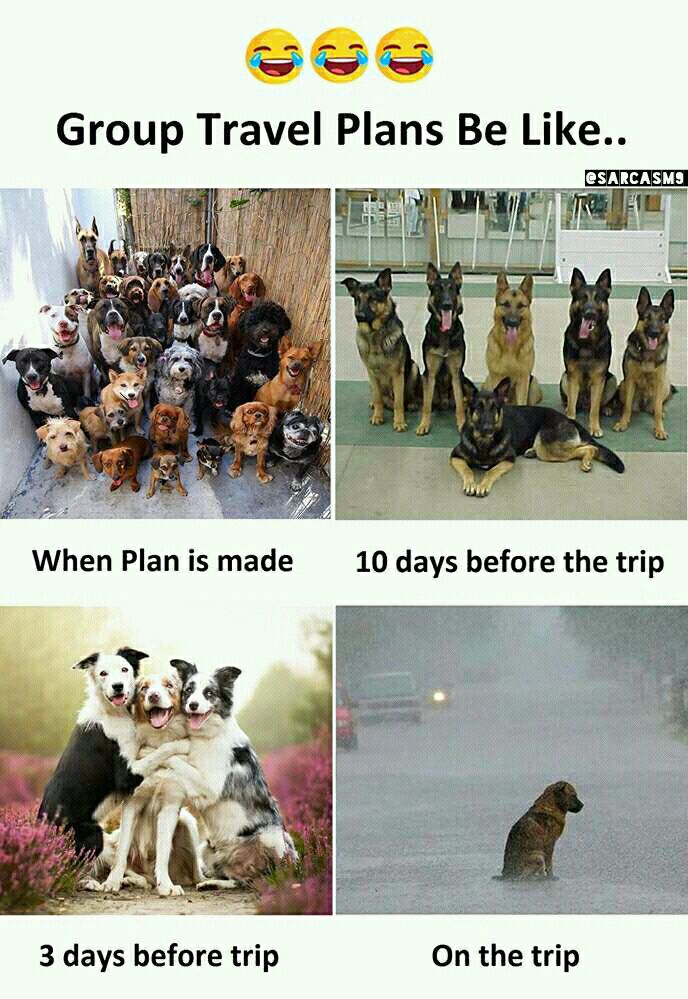 Group Travel Plans Be Like..
@SARCASM9
When Plan is made
10 days before the trip
3 days before trip
On the trip